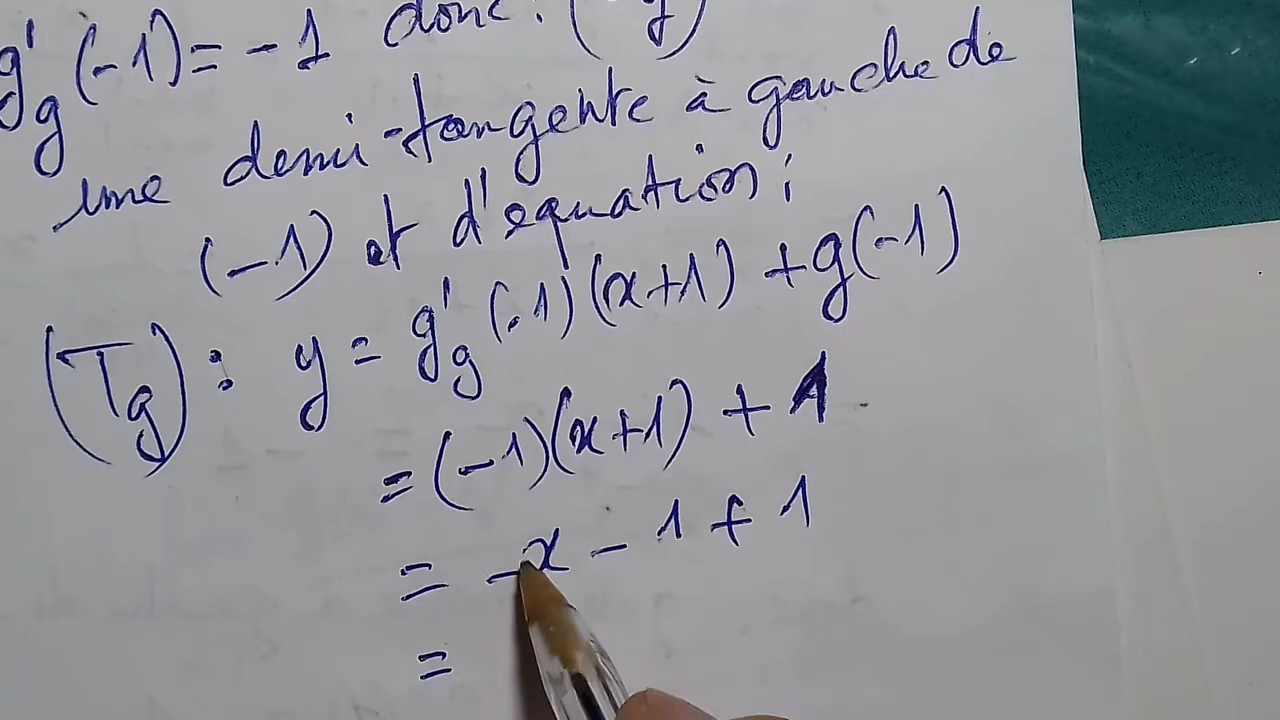 g'g (-1) = -1 donc : (Tg)
une demi-tangente à gauche de
(-1) et d'équation :
(Tg) : y = g'g (-1) (x+1) + g(-1)
= (-1)(x+1) + 1
= -x - 1 + 1
=